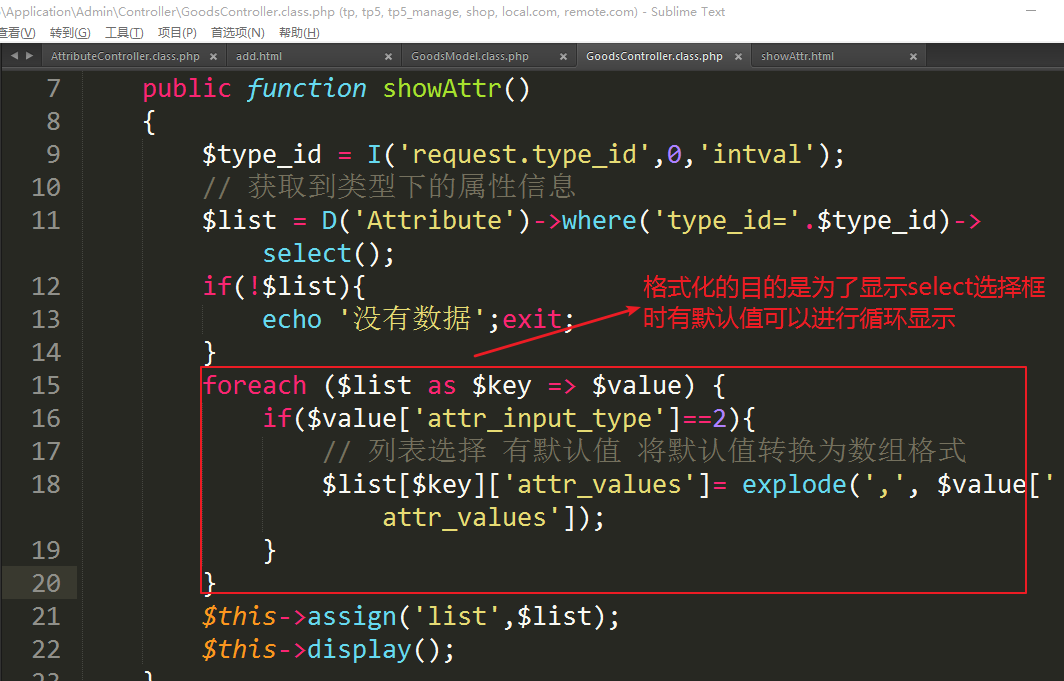 \Application\Admin\Controller\GoodsController.class.php (tp, tp5, tp5_manage, shop, local.com, remote.com) - Sublime Text
查看(V) 转到(G) 工具(T) 项目(P) 首选项(N) 帮助(H)
AttributeController.class.php × add.html × GoodsModel.class.php × GoodsController.class.php × showAttr.html ×
7 public function showAttr()
8 {
9 $type_id = I('request.type_id',0,'intval');
10 // 获取到类型下的属性信息
11 $list = D('Attribute')->where('type_id='.$type_id)->
select();
12 if(!$list){
13 echo '没有数据';exit;
14 }
格式化的目的是为了显示select选择框
时有默认值可以进行循环显示
15 foreach ($list as $key => $value) {
16 if($value['attr_input_type']==2){
17 // 列表选择 有默认值 将默认值转换为数组格式
18 $list[$key]['attr_values']= explode(',', $value['
attr_values']);
19 }
20 }
21 $this->assign('list',$list);
22 $this->display();
23 }